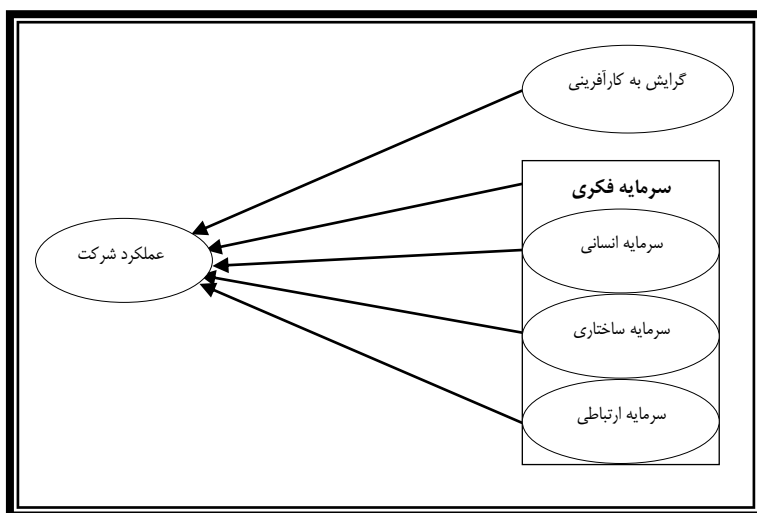 گرایش به کارآفرینی
سرمایه فکری
سرمایه انسانی
عملکرد شرکت
سرمایه ساختاری
سرمایه ارتباطی